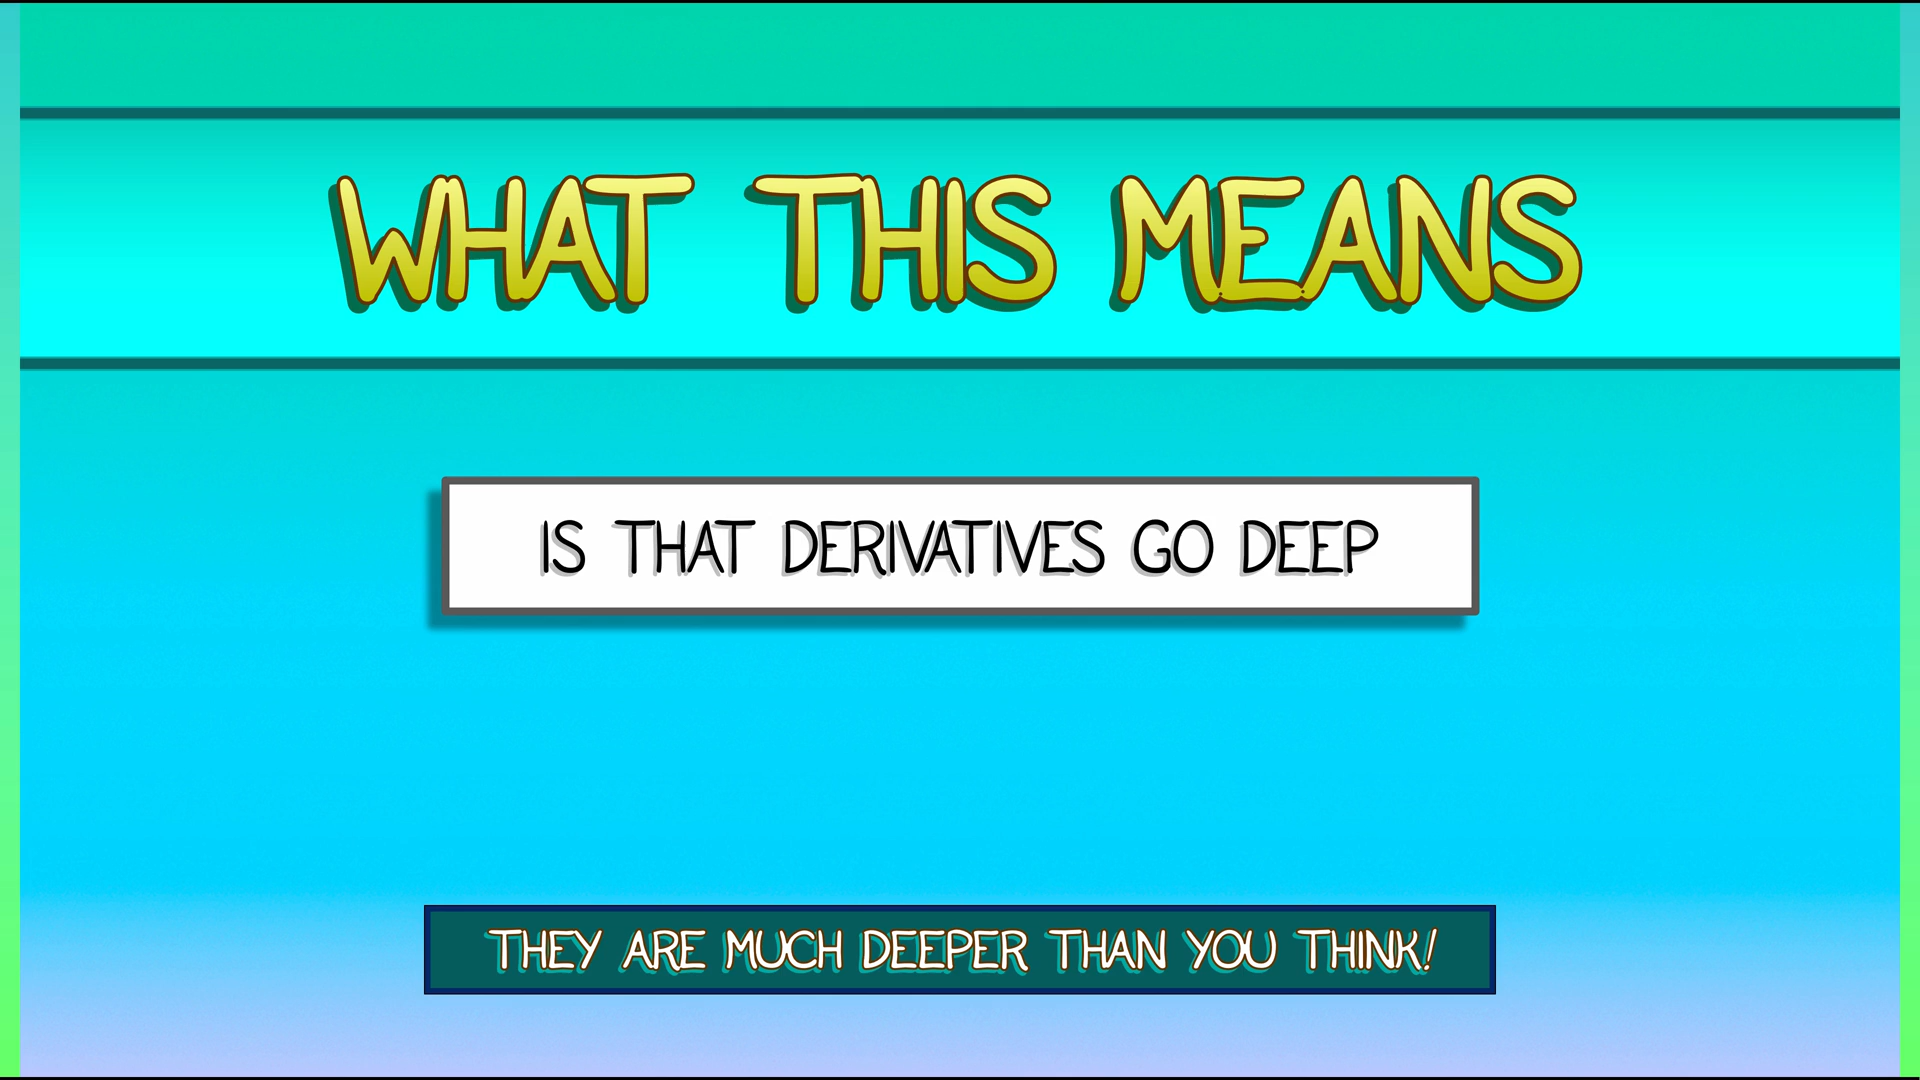 WHAT THIS MEANS
IS THAT DERIVATIVES GO DEEP
THEY ARE MUCH DEEPER THAN YOU THINK!